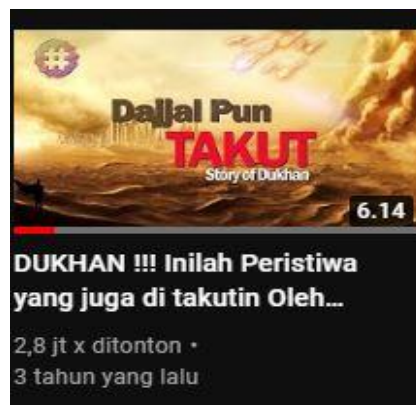 #
Dajjal Pun
TAKUT
Story of Dukhan
6.14
DUKHAN !!! Inilah Peristiwa
yang juga di takutin Oleh...
2,8 jt x ditonton •
3 tahun yang lalu